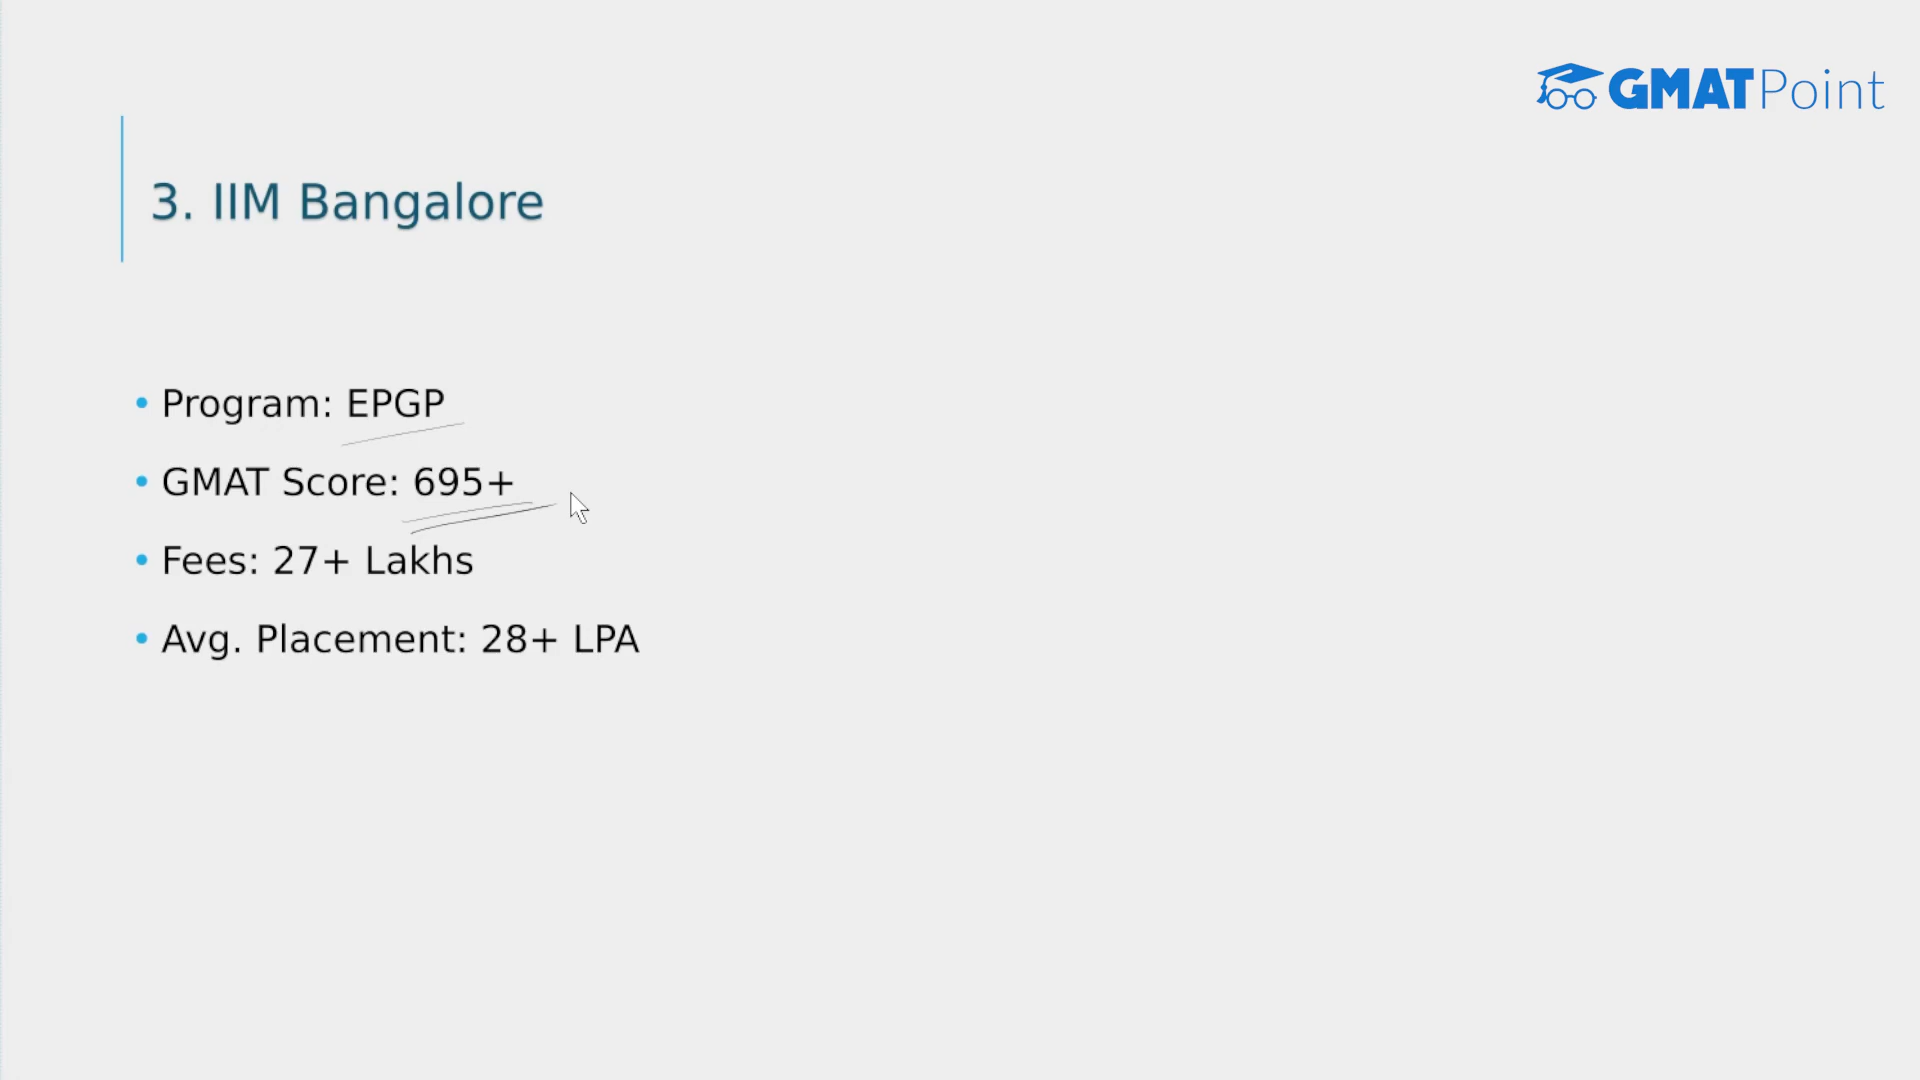 GMATPoint
3. IIM Bangalore
• Program: EPGP
• GMAT Score: 695+
• Fees: 27+ Lakhs
• Avg. Placement: 28+ LPA